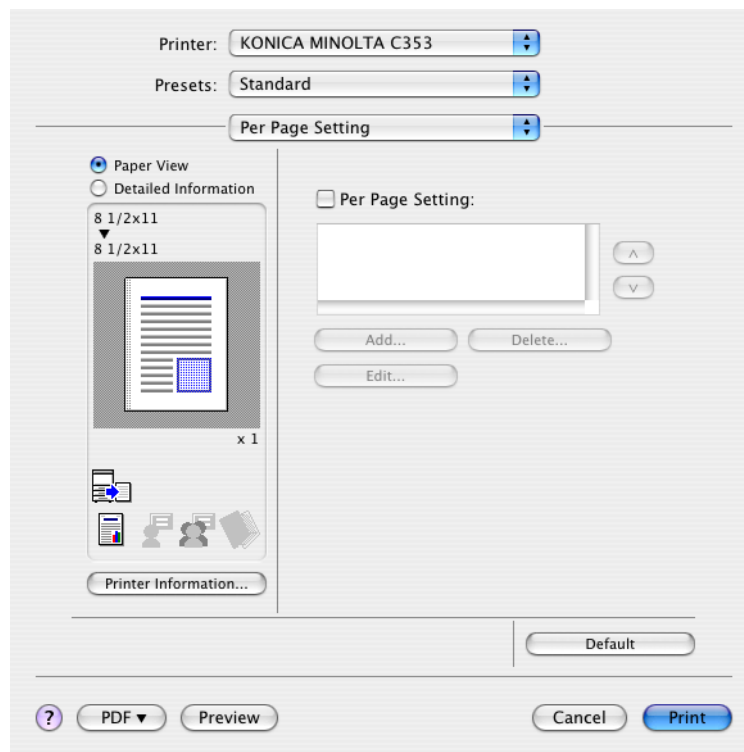 Printer: KONICA MINOLTA C353
Presets: Standard
Per Page Setting
Paper View
Detailed Information
8 1/2x11
8 1/2x11
x 1
Printer Information...
Per Page Setting:
Add... Delete...
Edit...
Default
? PDF ▼ Preview Cancel Print